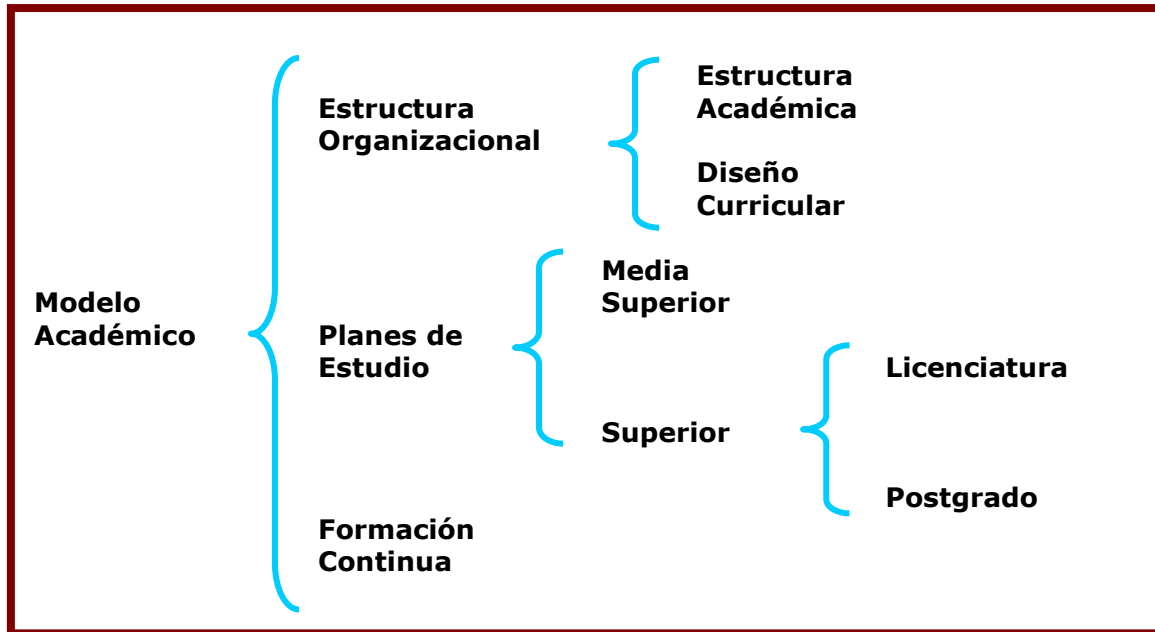 Modelo
Académico
Estructura
Organizacional
Estructura
Académica
Diseño
Curricular
Planes de
Estudio
Media
Superior
Superior
Licenciatura
Postgrado
Formación
Continua